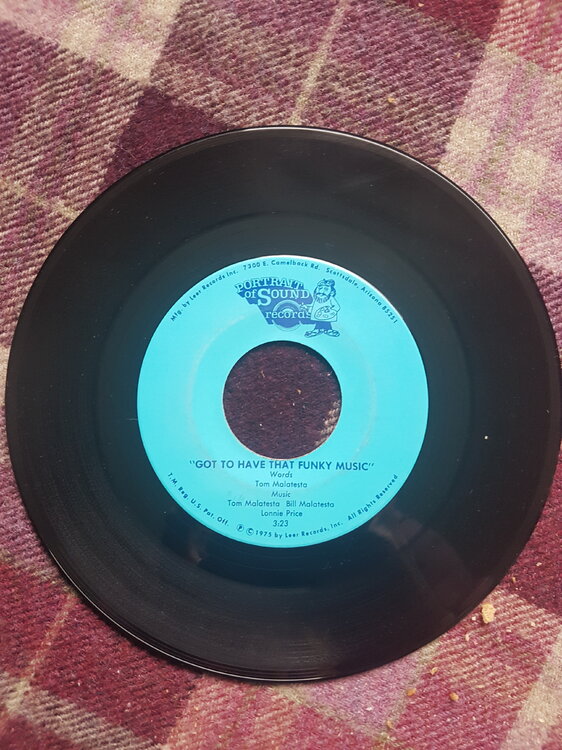 Mfg. by Leer Records Inc. 7300 E. Camelback Rd. Scottsdale, Arizona 85251
PORTRAIT
of SOUND
records
"GOT TO HAVE THAT FUNKY MUSIC"
Words
Tom Malatesta
Music
Tom Malatesta Bill Malatesta
Lonnie Price
3:23
T.M. Reg. U.S. Pat. Off. ℗ © 1975 by Leer Records, Inc. All Rights Reserved